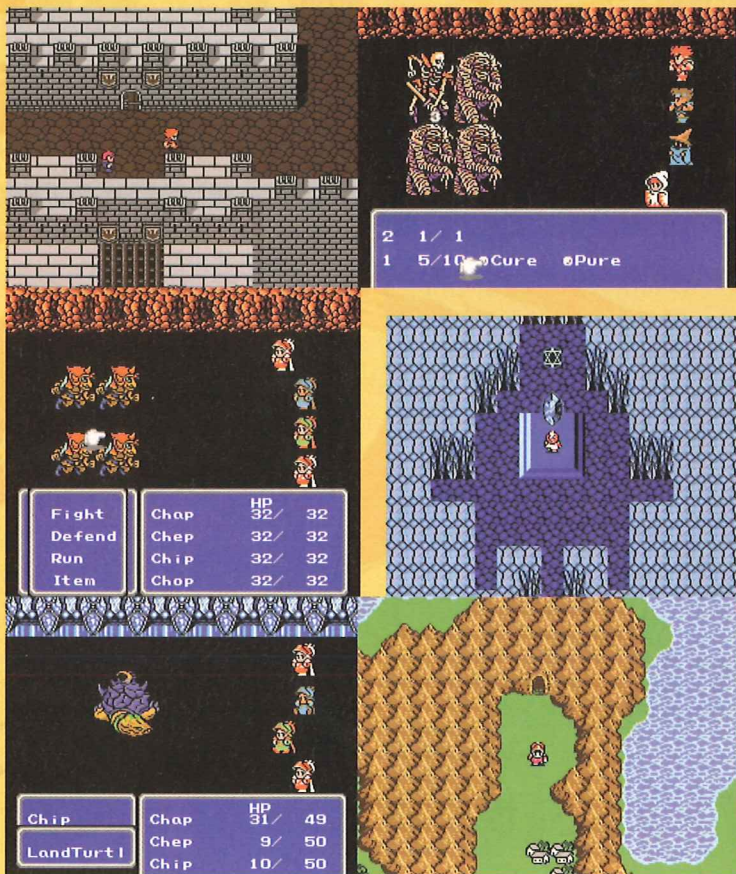 2 1/ 1
1 5/10 Cure Pure
HP
Fight Chap 32/ 32
Defend Chep 32/ 32
Run Chip 32/ 32
Item Chop 32/ 32
HP
Chip Chap 31/ 49
LandTurtl Chep 9/ 50
Chip 10/ 50